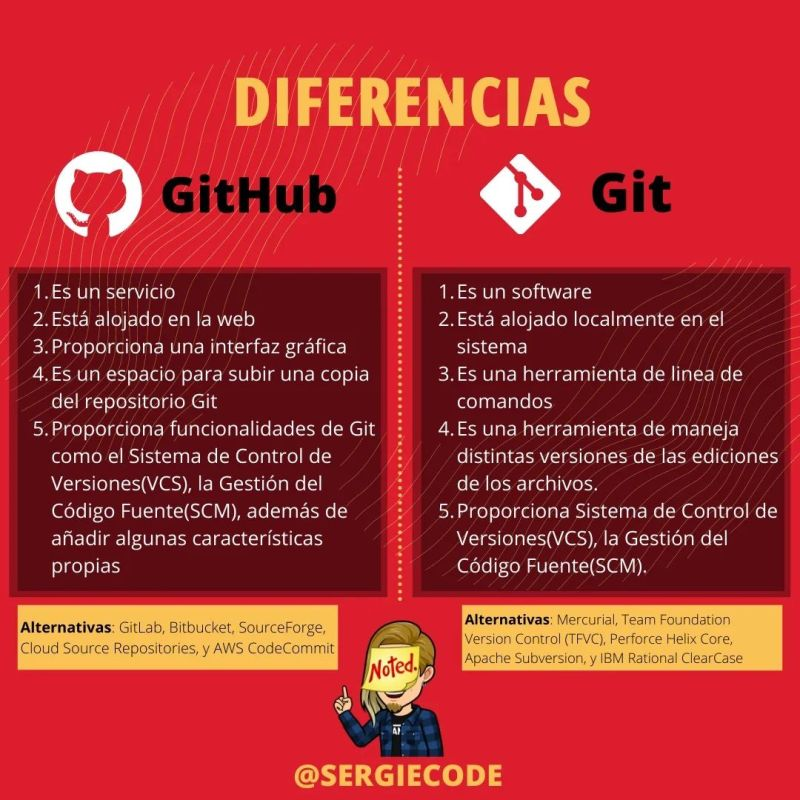 DIFERENCIAS
GitHub
1. Es un servicio
2. Está alojado en la web
3. Proporciona una interfaz gráfica
4. Es un espacio para subir una copia
del repositorio Git
5. Proporciona funcionalidades de Git
como el Sistema de Control de
Versiones(VCS), la Gestión del
Código Fuente(SCM), además de
añadir algunas características
propias
Alternativas: GitLab, Bitbucket, SourceForge,
Cloud Source Repositories, y AWS CodeCommit
Git
1. Es un software
2. Está alojado localmente en el
sistema
3. Es una herramienta de linea de
comandos
4. Es una herramienta de maneja
distintas versiones de las ediciones
de los archivos.
5. Proporciona Sistema de Control de
Versiones(VCS), la Gestión del
Código Fuente(SCM).
Alternativas: Mercurial, Team Foundation
Version Control (TFVC), Perforce Helix Core,
Apache Subversion, y IBM Rational ClearCase
Noted.
@SERGIECODE